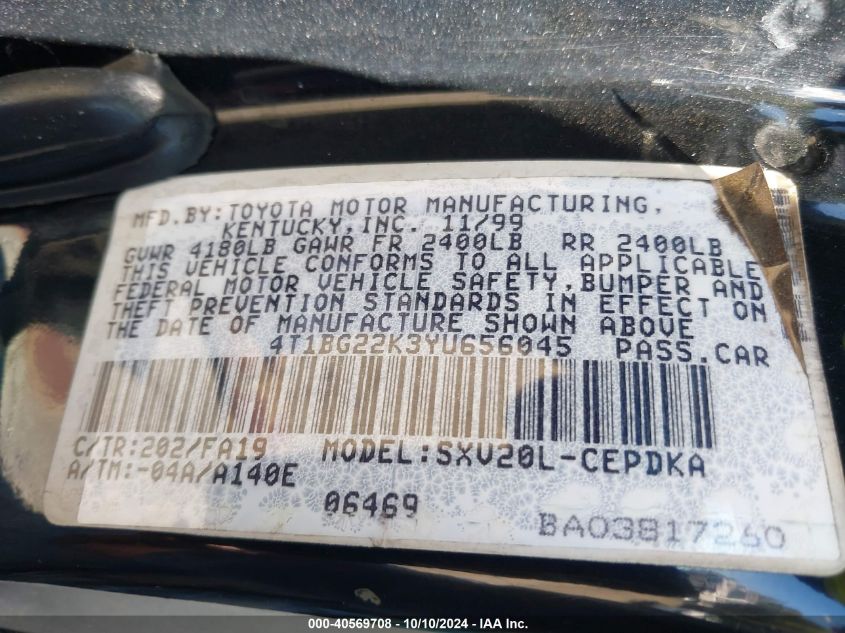 MFD.BY:TOYOTA MOTOR MANUFACTURING,
KENTUCKY,INC. 11/99
GVWR 4180LB GAWR FR 2400LB RR 2400LB
THIS VEHICLE CONFORMS TO ALL APPLICABLE
FEDERAL MOTOR VEHICLE SAFETY,BUMPER AND
THEFT PREVENTION STANDARDS IN EFFECT ON
THE DATE OF MANUFACTURE SHOWN ABOVE
4T1BG22K3YU656045 PASS.CAR
C/TR:202/FA19 MODEL:SXV20L-CEPDKA
A/TM:-04A/A140E
06469
BA03817260
000-40569708 - 10/10/2024 - IAA Inc.